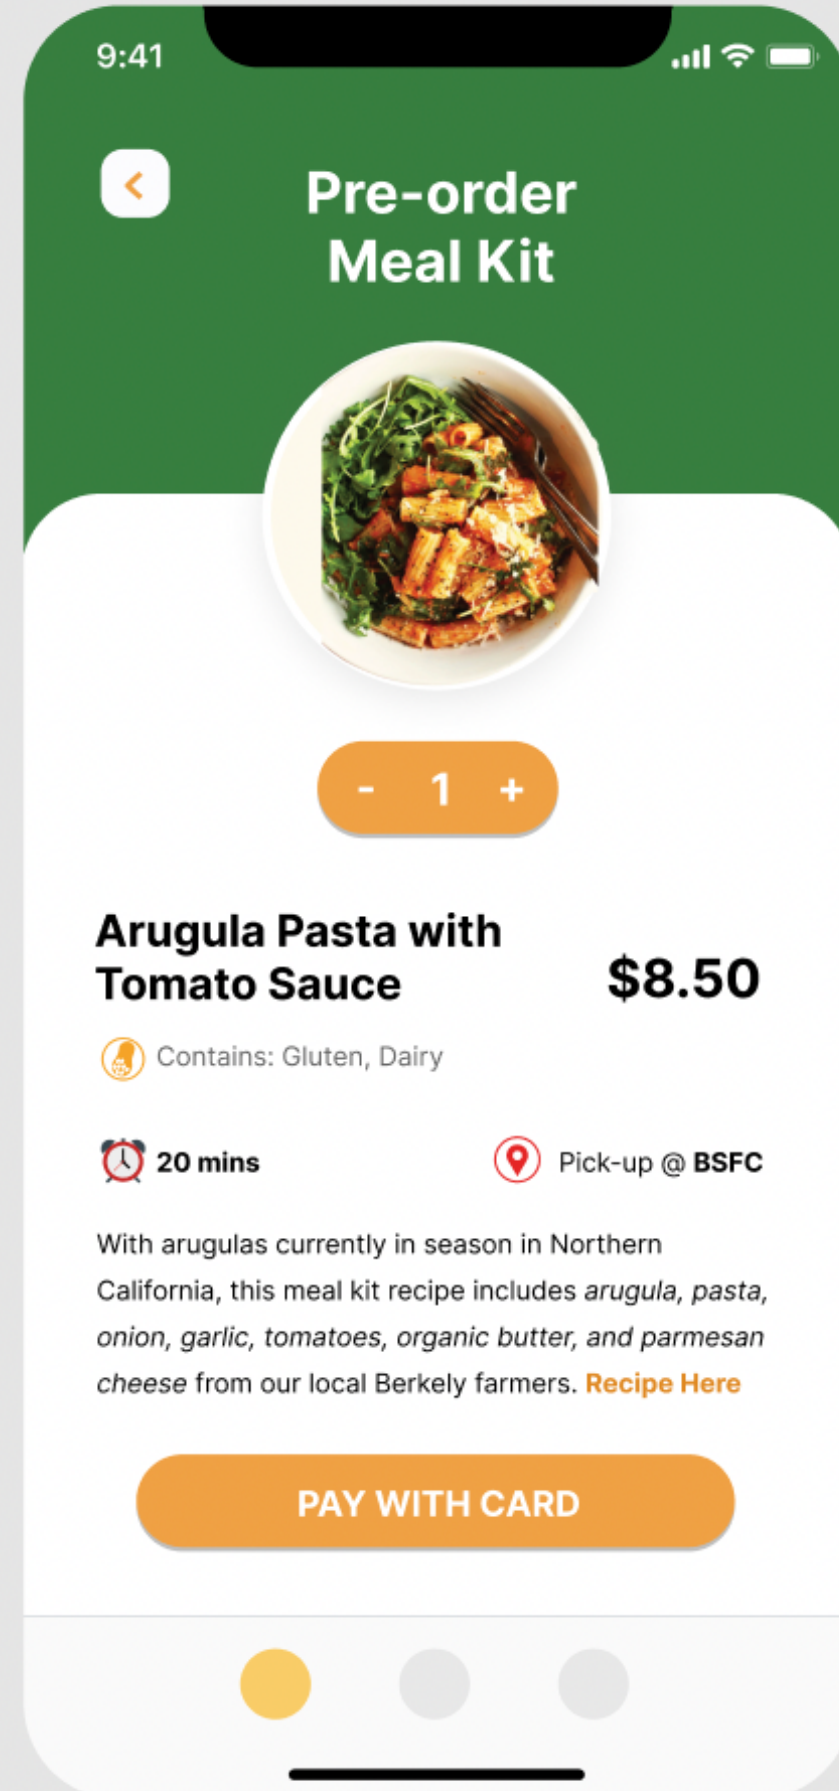 9:41
Pre-order
Meal Kit
- 1 +
Arugula Pasta with
Tomato Sauce
$8.50
Contains: Gluten, Dairy
20 mins
Pick-up @ BSFC
With arugulas currently in season in Northern
California, this meal kit recipe includes arugula, pasta,
onion, garlic, tomatoes, organic butter, and parmesan
cheese from our local Berkely farmers. Recipe Here
PAY WITH CARD